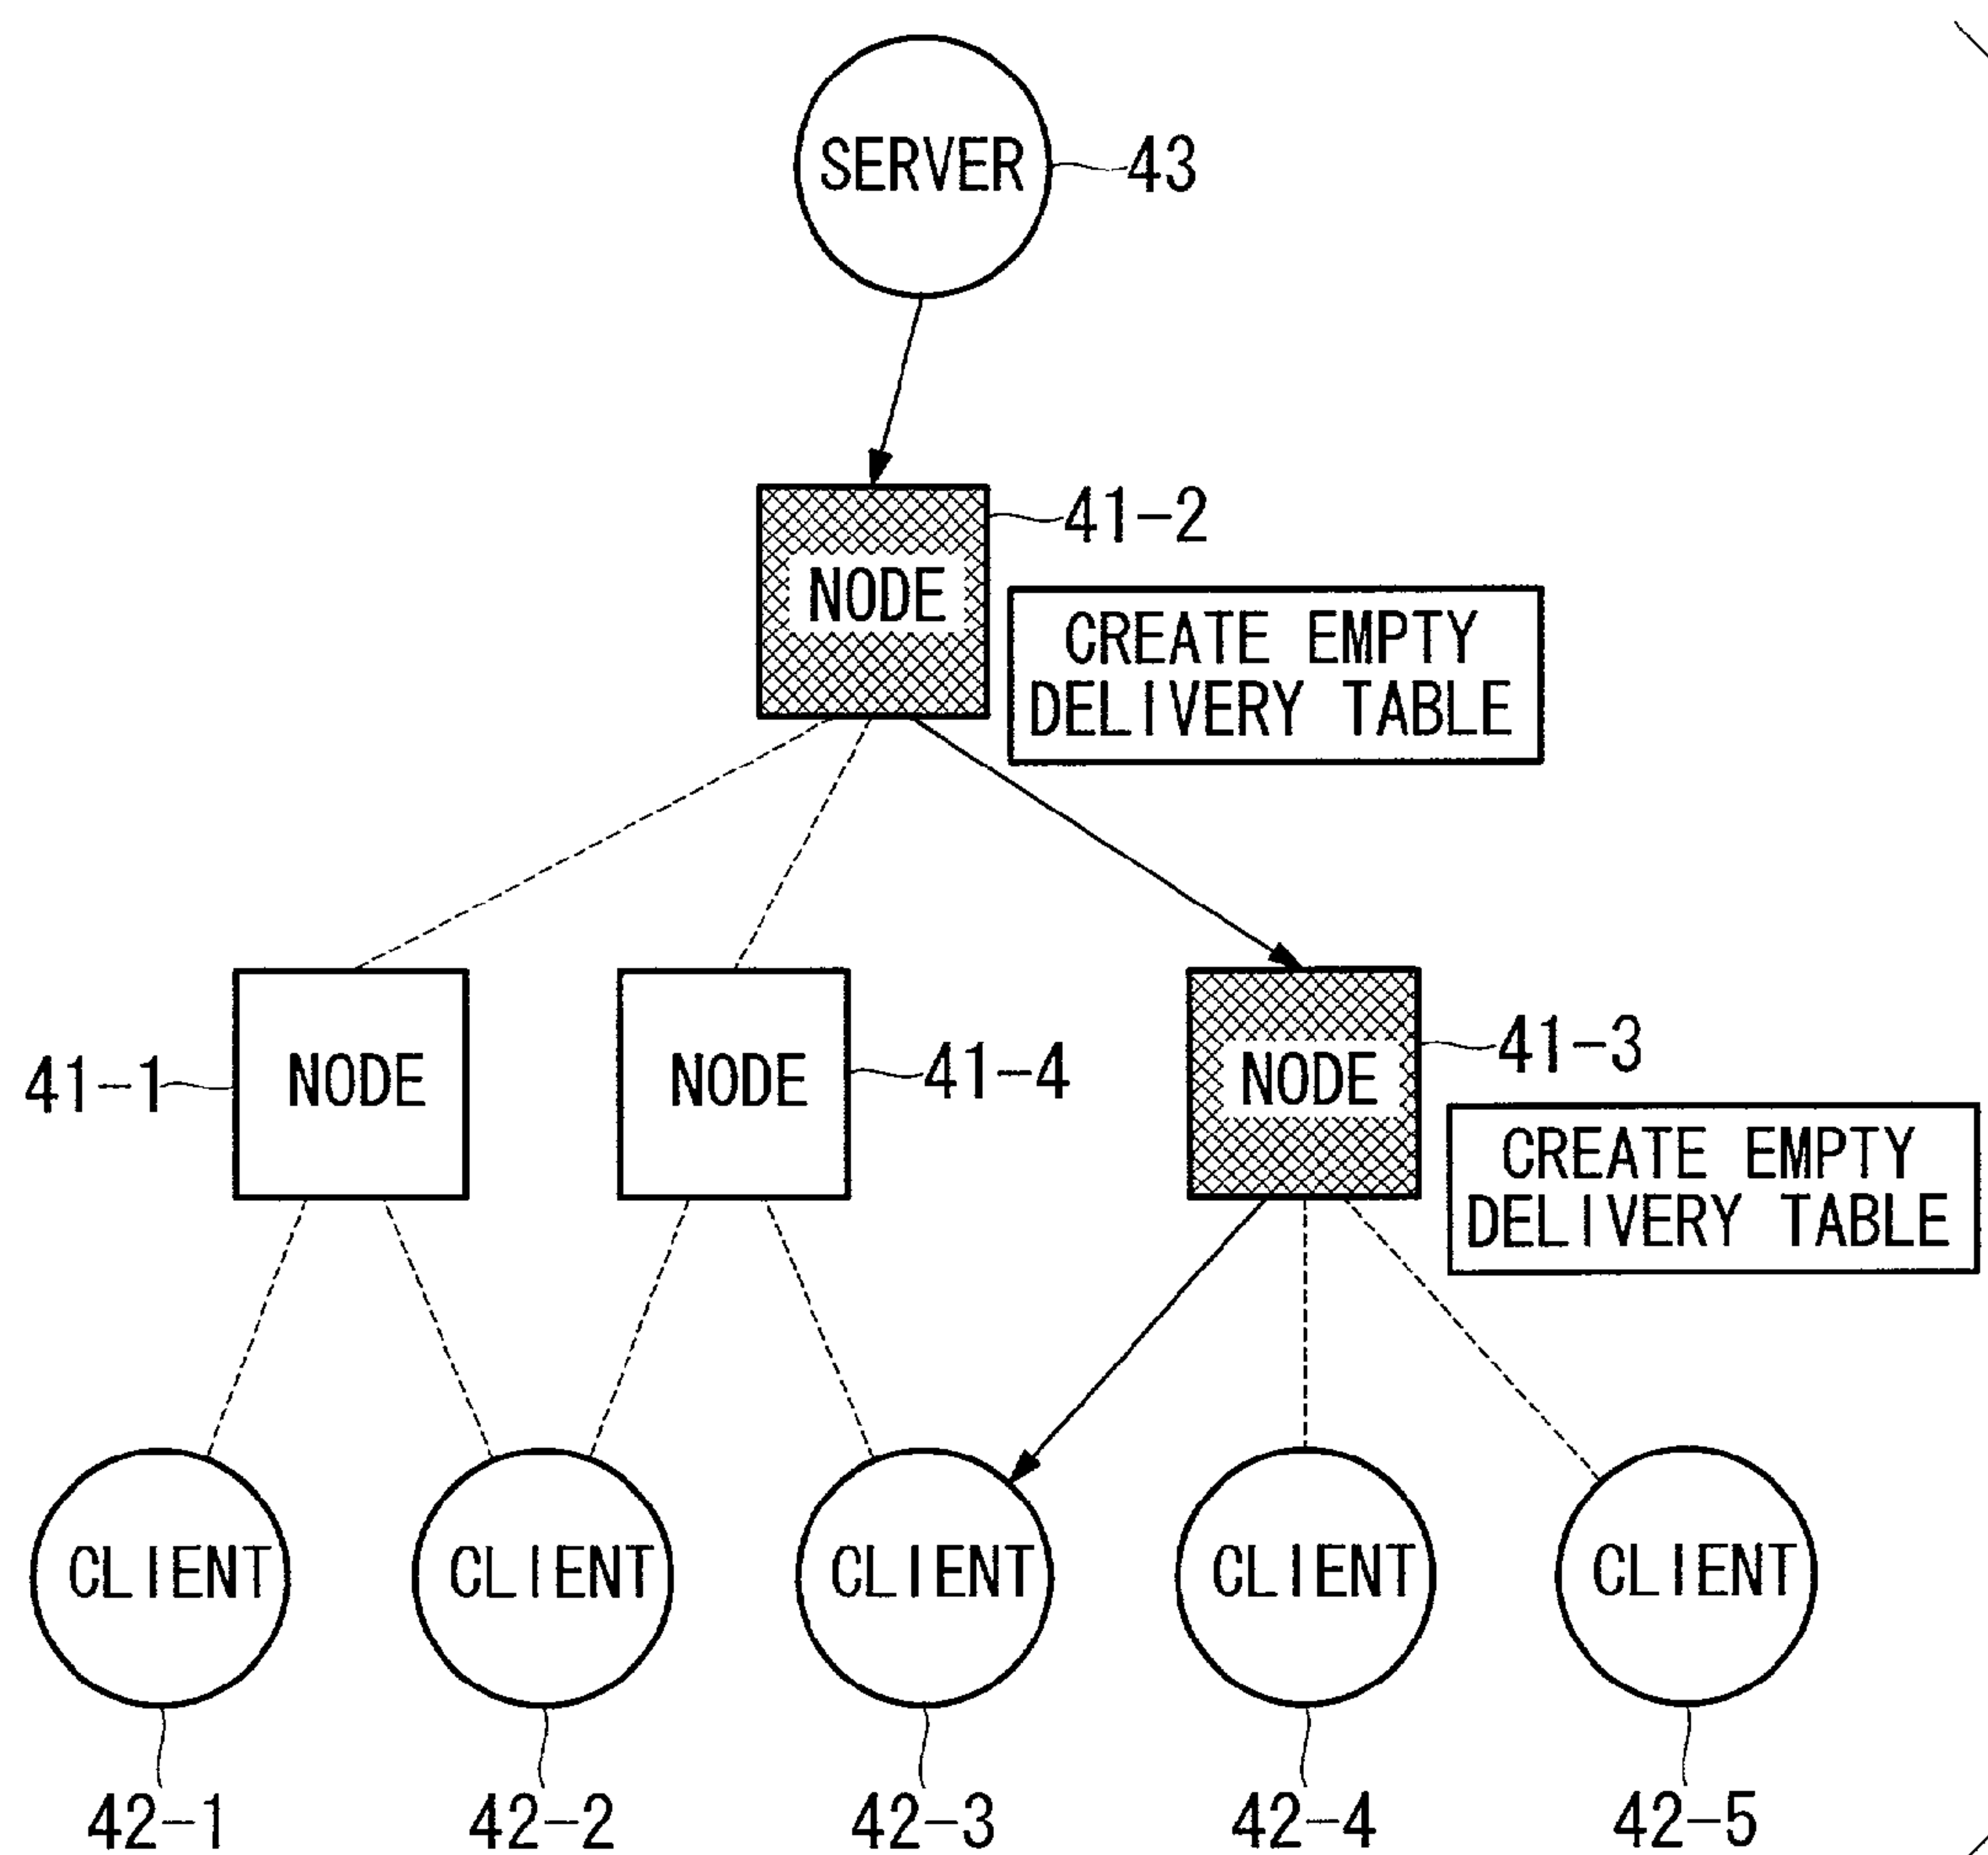 SERVER
43
41-2
NODE
CREATE EMPTY
DELIVERY TABLE
41-1
NODE
NODE
41-4
NODE
41-3
CREATE EMPTY
DELIVERY TABLE
CLIENT
CLIENT
CLIENT
CLIENT
CLIENT
42-1
42-2
42-3
42-4
42-5